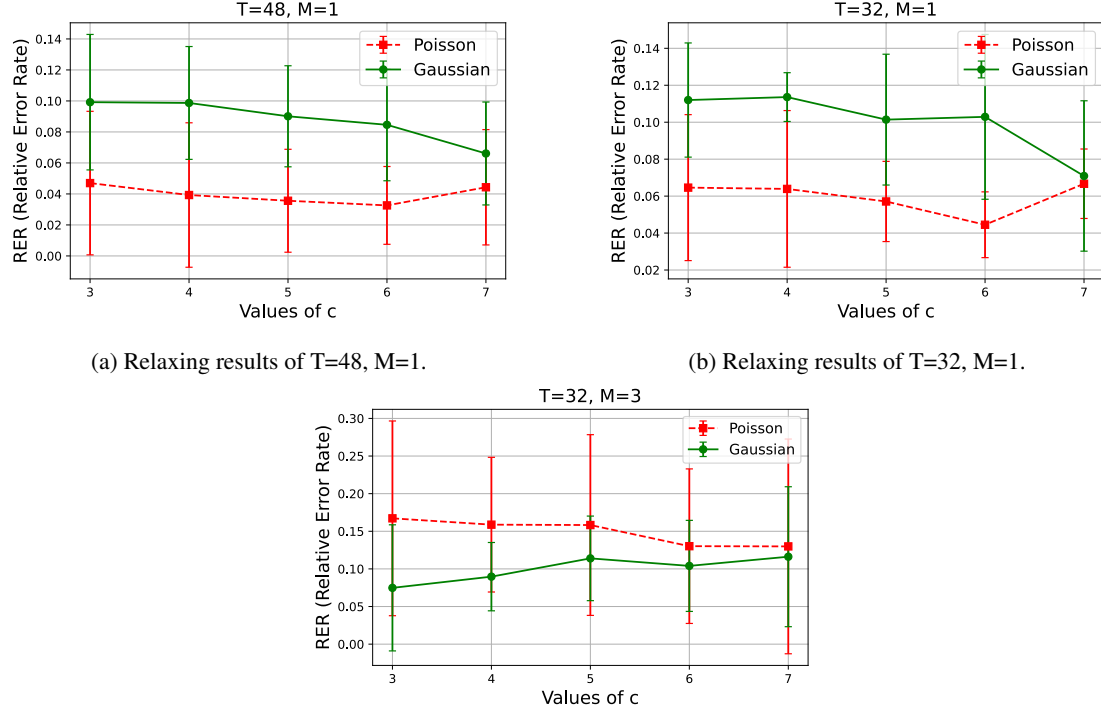 T=48, M=1
RER (Relative Error Rate)
0.14
0.12
0.10
0.08
0.06
0.04
0.02
0.00
Poisson
Gaussian
3 4 5 6 7
Values of c
(a) Relaxing results of T=48, M=1.
T=32, M=1
RER (Relative Error Rate)
0.14
0.12
0.10
0.08
0.06
0.04
0.02
Poisson
Gaussian
3 4 5 6 7
Values of c
(b) Relaxing results of T=32, M=1.
T=32, M=3
RER (Relative Error Rate)
0.30
0.25
0.20
0.15
0.10
0.05
0.00
Poisson
Gaussian
3 4 5 6 7
Values of c